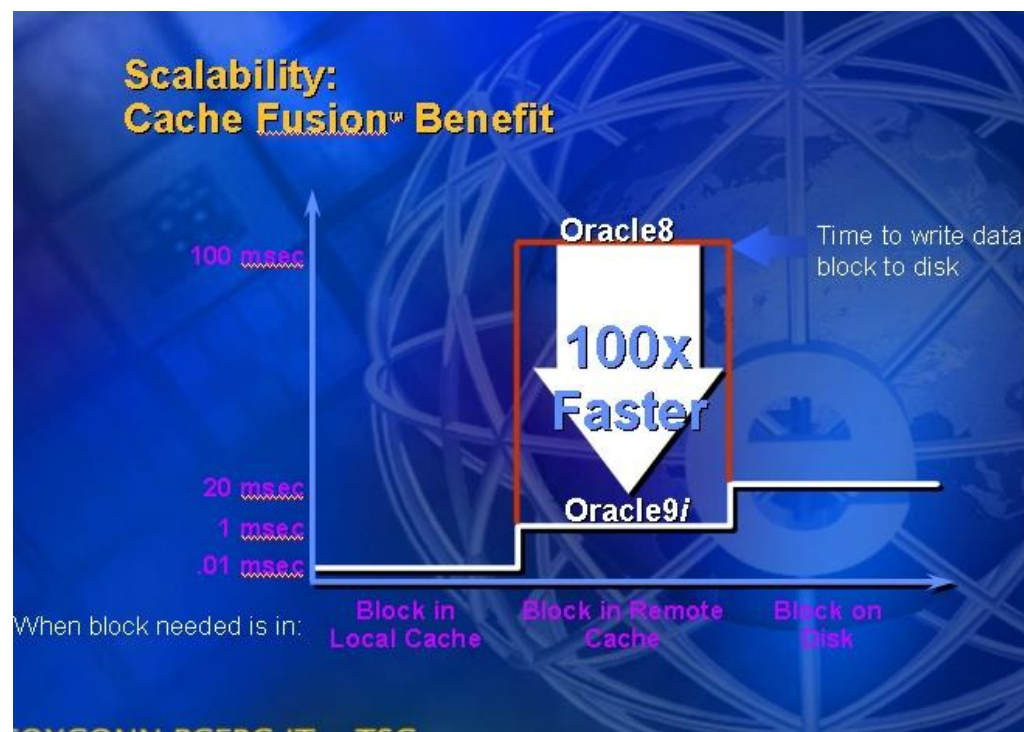 Scalability:
Cache Fusion™ Benefit
Oracle8
Time to write data
block to disk
100 msec
100x
Faster
20 msec
Oracle9i
1 msec
.01 msec
When block needed is in:
Block in
Local Cache
Block in Remote
Cache
Block on
Disk